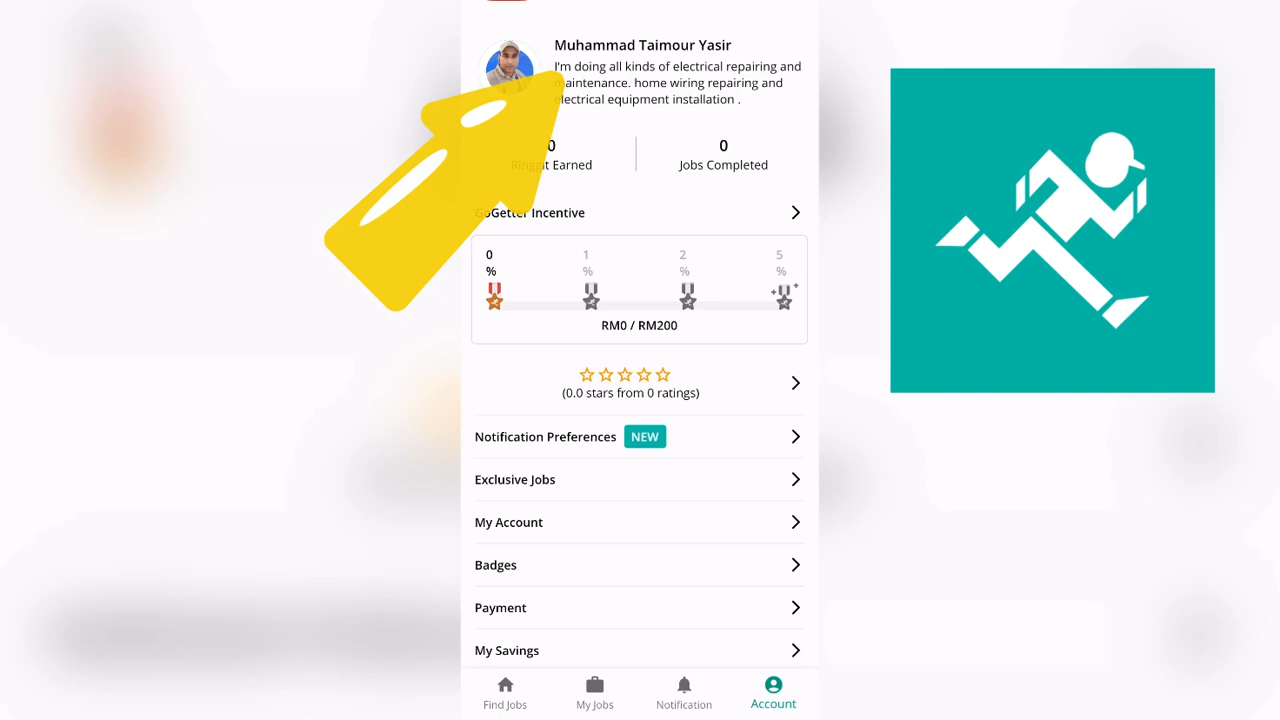 Muhammad Taimour Yasir
I'm doing all kinds of electrical repairing and
maintenance. home wiring repairing and
electrical equipment installation .
0
0
Ringgit Earned
Jobs Completed
GoGetter Incentive
0
%
1
%
2
%
5
%
RM0 / RM200
(0.0 stars from 0 ratings)
Notification Preferences NEW
Exclusive Jobs
My Account
Badges
Payment
My Savings
Find Jobs
My Jobs
Notification
Account